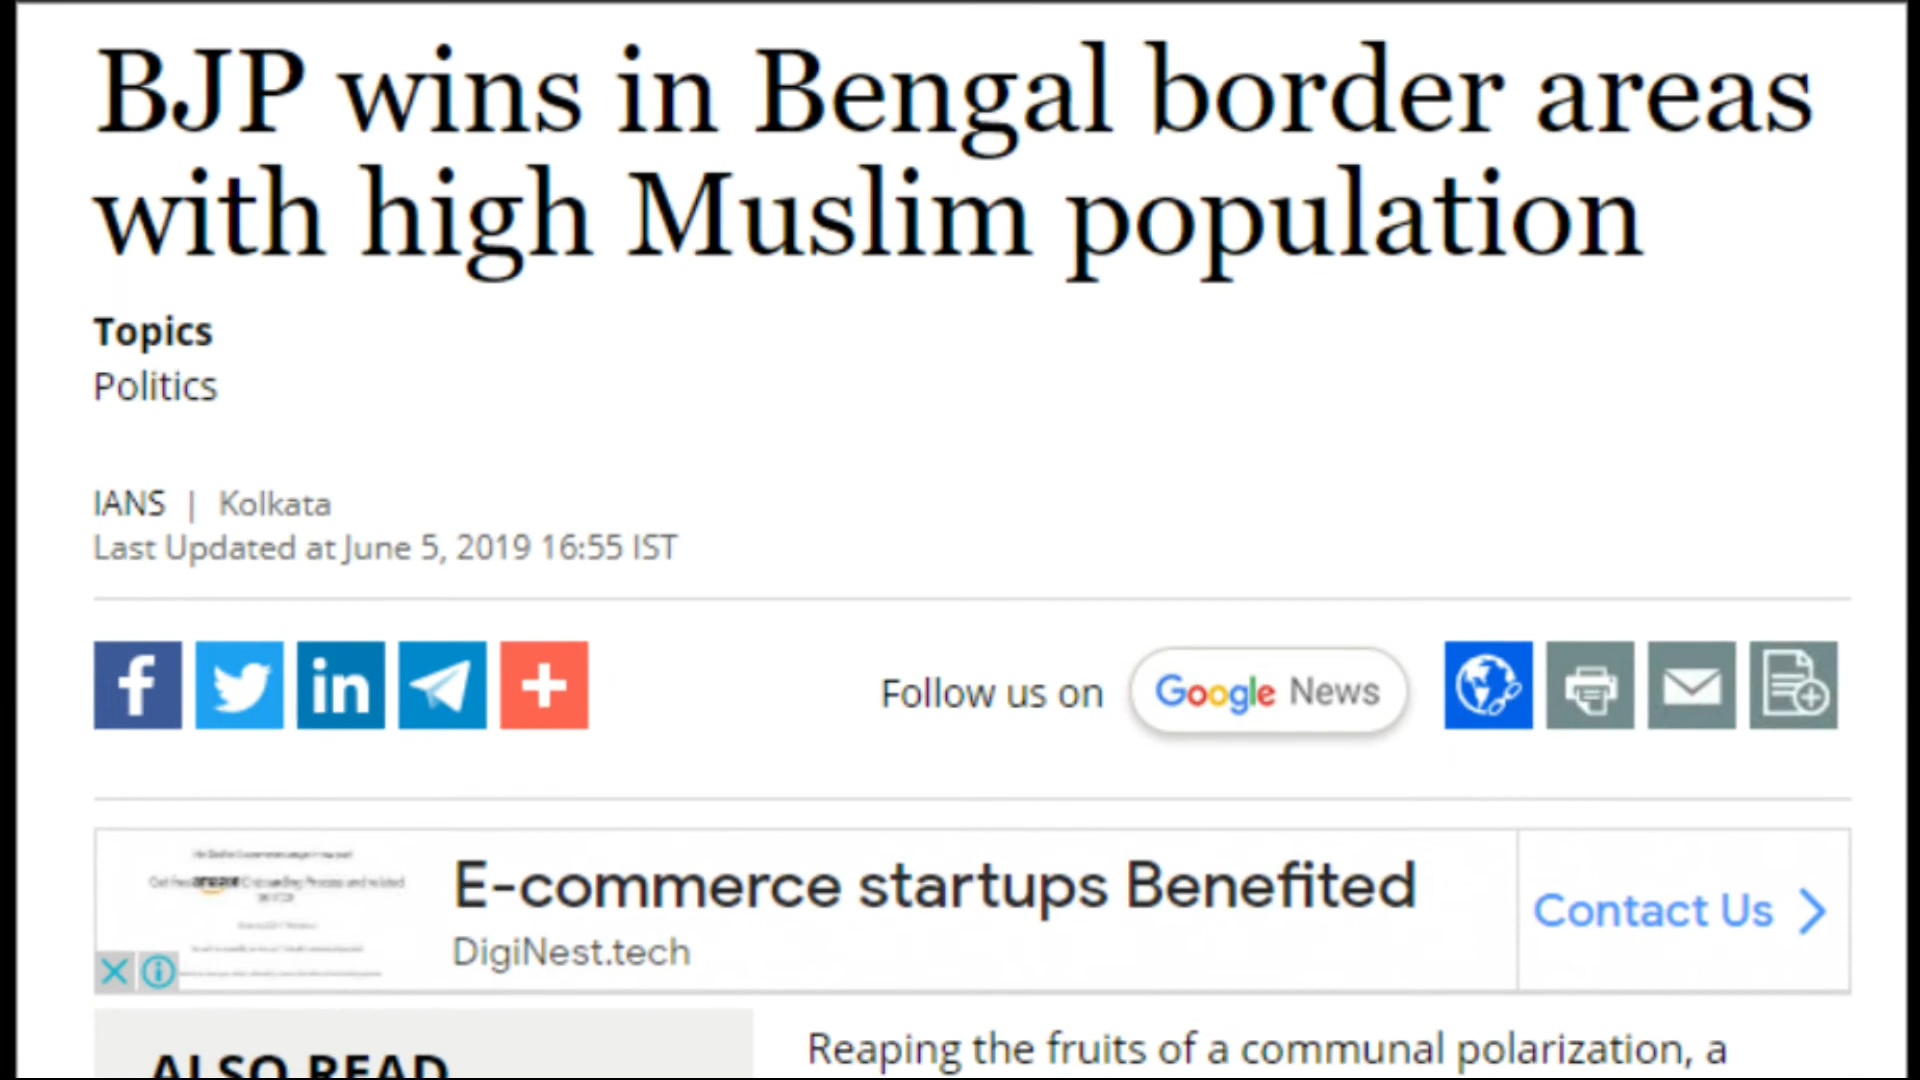 BJP wins in Bengal border areas
with high Muslim population
Topics
Politics
IANS | Kolkata
Last Updated at June 5, 2019 16:55 IST
Follow us on Google News
E-commerce startups Benefited
DigiNest.tech
Contact Us
ALSO READ
Reaping the fruits of a communal polarization, a